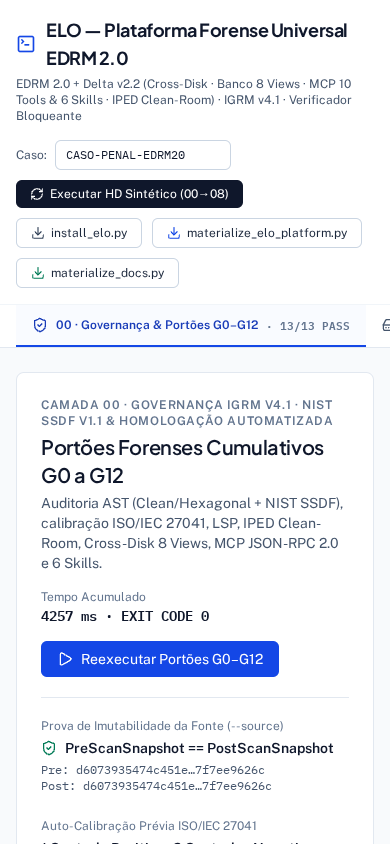 ELO — Plataforma Forense Universal
EDRM 2.0
EDRM 2.0 + Delta v2.2 (Cross-Disk · Banco 8 Views · MCP 10
Tools & 6 Skills · IPED Clean-Room) · IGRM v4.1 · Verificador
Bloqueante
Caso: CASO-PENAL-EDRM20
Executar HD Sintético (00→08)
install_elo.py materialize_elo_platform.py
materialize_docs.py
00 · Governança & Portões G0–G12 · 13/13 PASS
CAMADA 00 · GOVERNANÇA IGRM V4.1 · NIST
SSDF V1.1 & HOMOLOGAÇÃO AUTOMATIZADA
Portões Forenses Cumulativos
G0 a G12
Auditoria AST (Clean/Hexagonal + NIST SSDF),
calibração ISO/IEC 27041, LSP, IPED Clean-
Room, Cross-Disk 8 Views, MCP JSON-RPC 2.0
e 6 Skills.
Tempo Acumulado
4257 ms · EXIT CODE 0
Reexecutar Portões G0–G12
Prova de Imutabilidade da Fonte (--source)
PreScanSnapshot == PostScanSnapshot
Pre: d6073935474c451e…7f7ee9626c
Post: d6073935474c451e…7f7ee9626c
Auto-Calibração Prévia ISO/IEC 27041